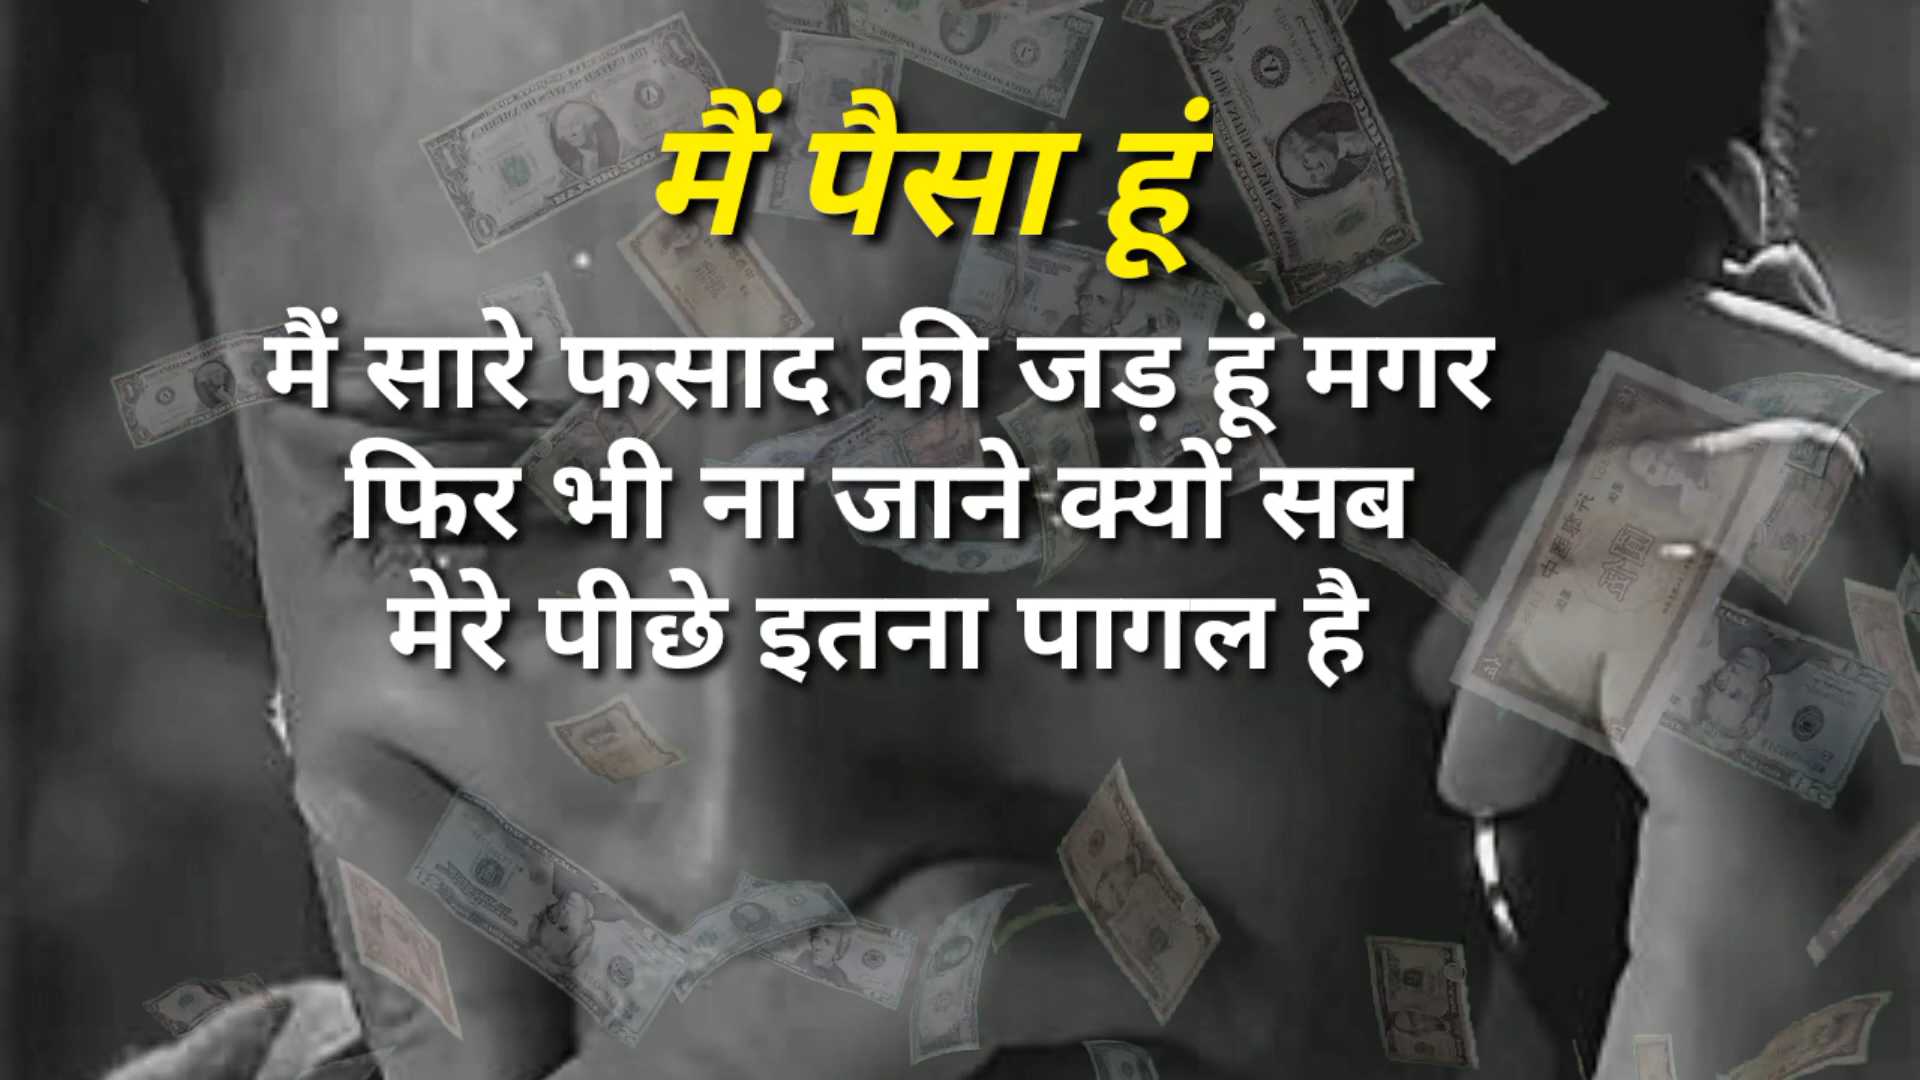 मैं पैसा हूं
मैं सारे फसाद की जड़ हूं मगर
फिर भी ना जाने क्यों सब
मेरे पीछे इतना पागल है